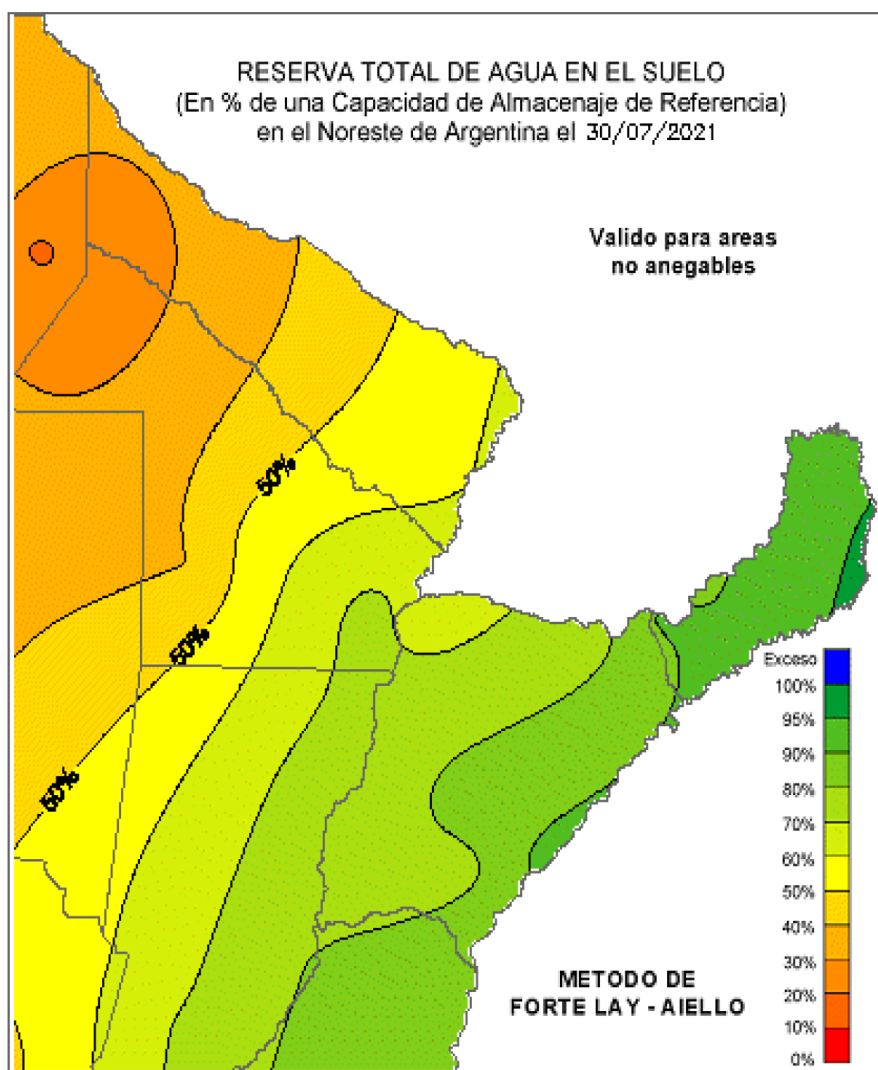 RESERVA TOTAL DE AGUA EN EL SUELO
(En % de una Capacidad de Almacenaje de Referencia)
en el Noreste de Argentina el 30/07/2021
Valido para areas
no anegables
50%
50%
50%
Exceso
100%
95%
90%
80%
70%
60%
50%
40%
30%
20%
10%
0%
METODO DE
FORTE LAY - AIELLO